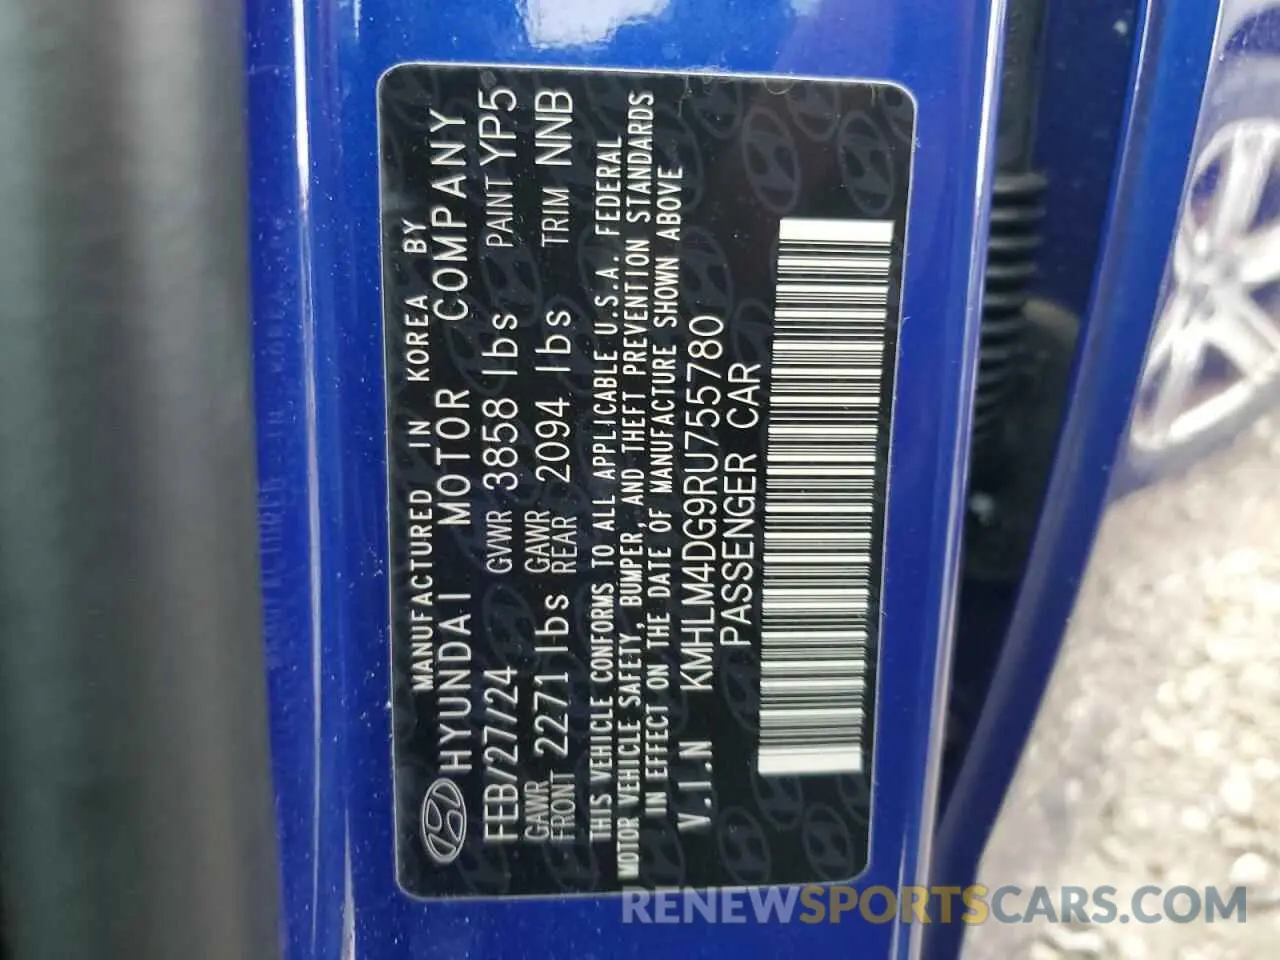 MANUFACTURED IN KOREA BY
HYUNDAI MOTOR COMPANY
FEB/27/24 GVWR 3858 lbs PAINT YP5
GAWR FRONT 2271 lbs GAWR REAR 2094 lbs TRIM NNB
THIS VEHICLE CONFORMS TO ALL APPLICABLE U.S.A. FEDERAL
MOTOR VEHICLE SAFETY, BUMPER, AND THEFT PREVENTION STANDARDS
IN EFFECT ON THE DATE OF MANUFACTURE SHOWN ABOVE
V.I.N KMHLM4DG9RU755780
PASSENGER CAR
RENEWSPORTSCARS.COM